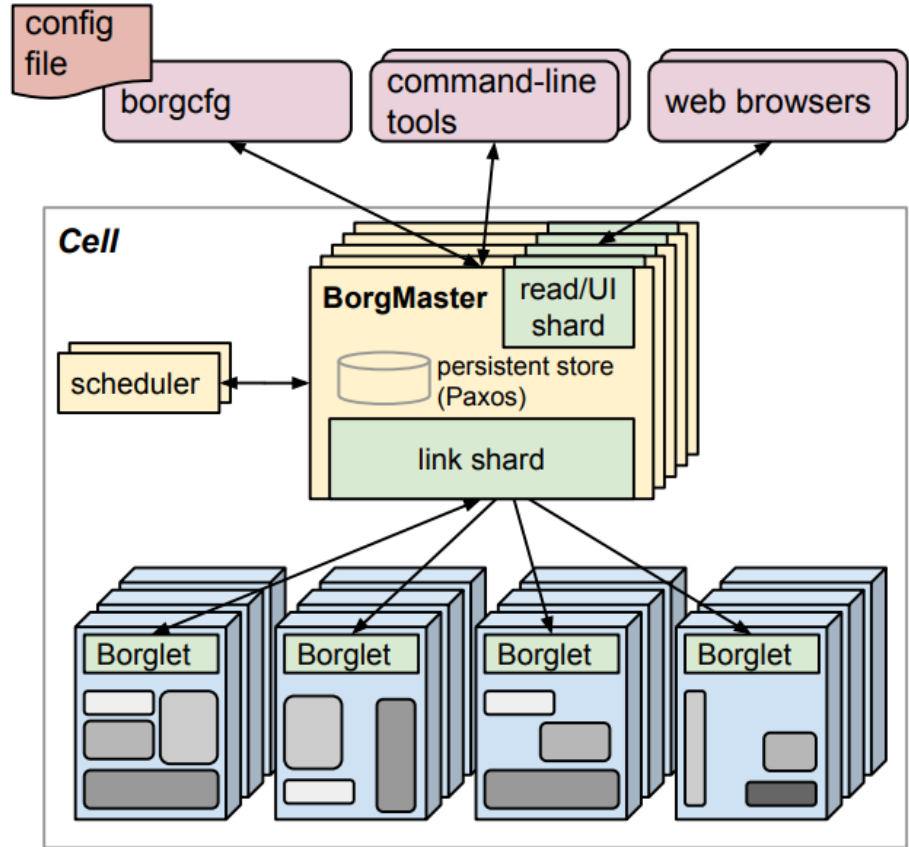 config
file
borgcfg
command-line
tools
web browsers
Cell
BorgMaster
read/UI
shard
persistent store
(Paxos)
scheduler
link shard
Borglet
Borglet
Borglet
Borglet